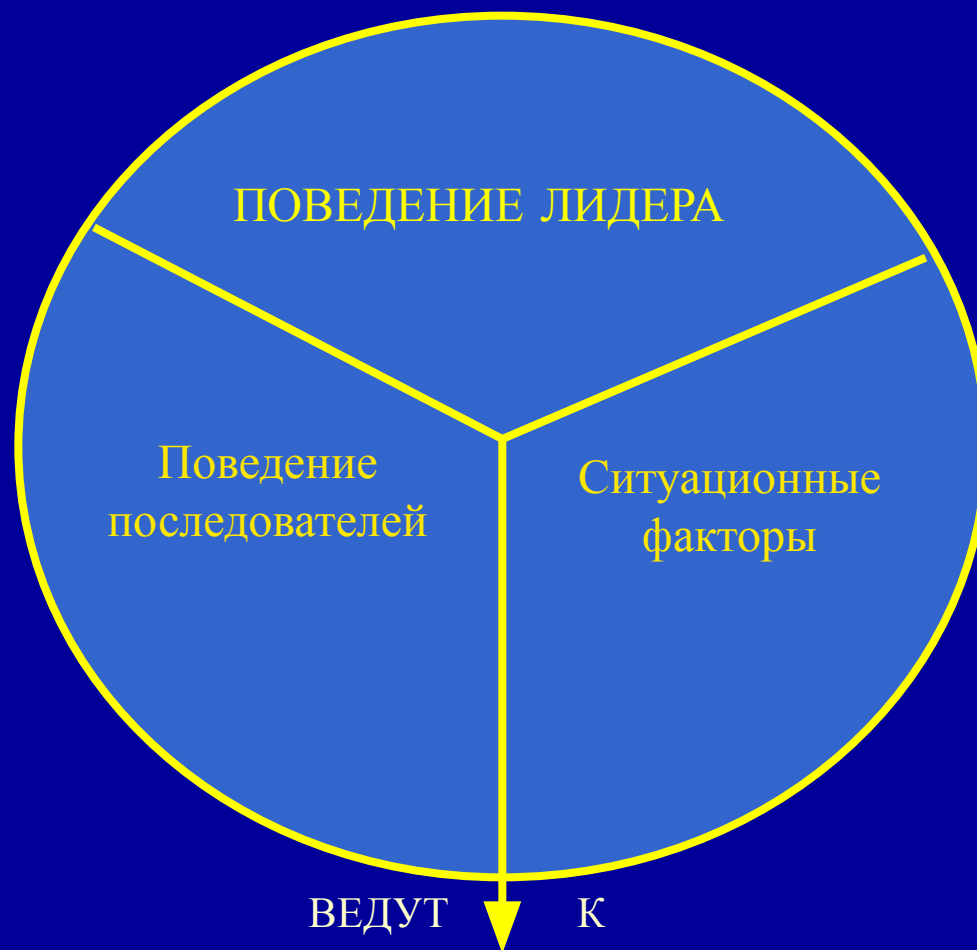 ПОВЕДЕНИЕ ЛИДЕРА
Поведение
последователей
Ситуационные
факторы
ВЕДУТ К